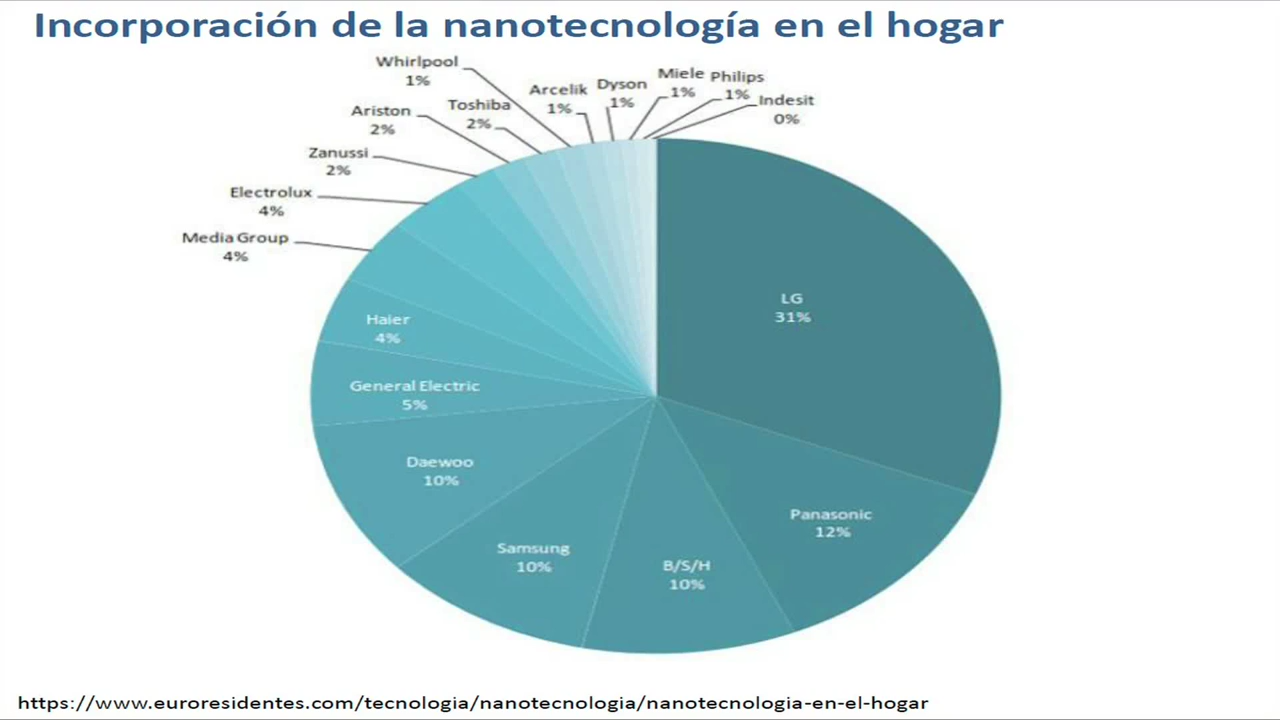 Incorporación de la nanotecnología en el hogar
Whirlpool
1%
Arcelik
1%
Dyson
1%
Miele
1%
Philips
1%
Indesit
0%
Toshiba
2%
Ariston
2%
Zanussi
2%
Electrolux
4%
Media Group
4%
Haier
4%
General Electric
5%
Daewoo
10%
Samsung
10%
B/S/H
10%
Panasonic
12%
LG
31%
https://www.euroresidentes.com/tecnologia/nanotecnologia/nanotecnologia-en-el-hogar